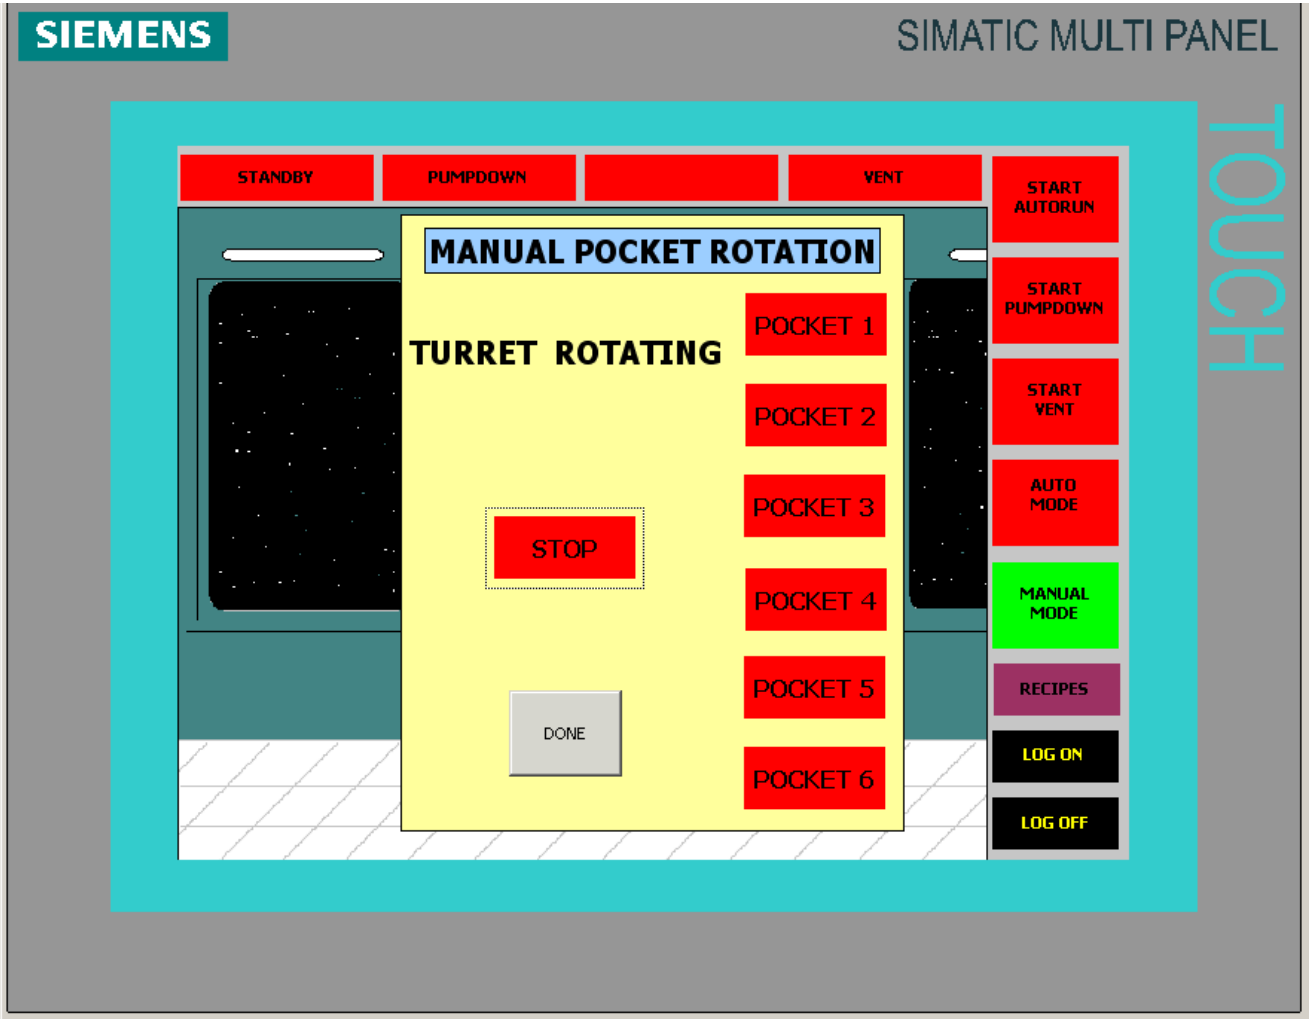 SIEMENS
SIMATIC MULTI PANEL
TOUCH
STANDBY
PUMPDOWN
VENT
START
AUTORUN
START
PUMPDOWN
START
VENT
AUTO
MODE
MANUAL
MODE
RECIPES
LOG ON
LOG OFF
MANUAL POCKET ROTATION
TURRET ROTATING
STOP
DONE
POCKET 1
POCKET 2
POCKET 3
POCKET 4
POCKET 5
POCKET 6